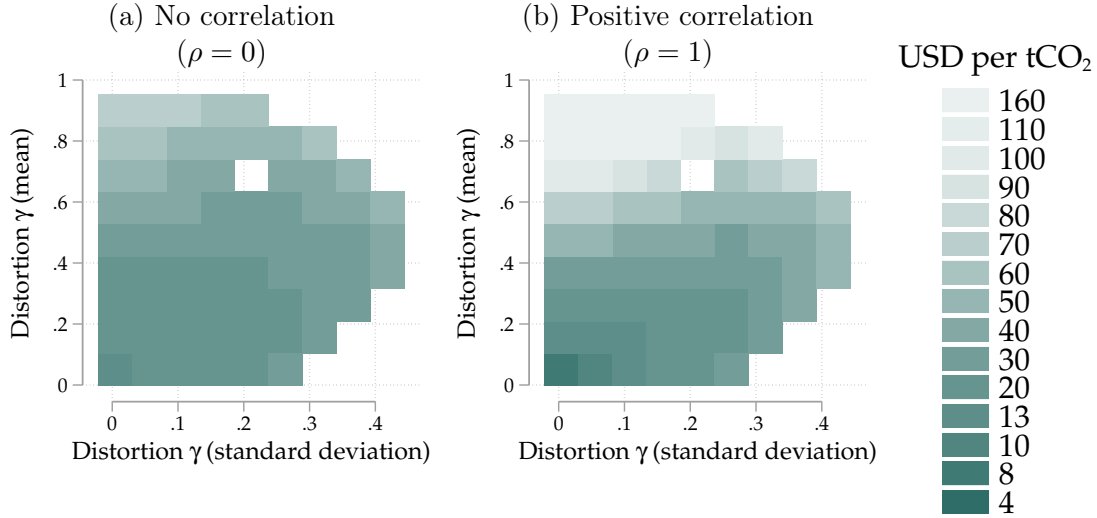 (a) No correlation
(ρ = 0)
Distortion γ (mean)
1
.8
.6
.4
.2
0
0 .1 .2 .3 .4
Distortion γ (standard deviation)
(b) Positive correlation
(ρ = 1)
Distortion γ (mean)
1
.8
.6
.4
.2
0
0 .1 .2 .3 .4
Distortion γ (standard deviation)
USD per tCO₂
160
110
100
90
80
70
60
50
40
30
20
13
10
8
4